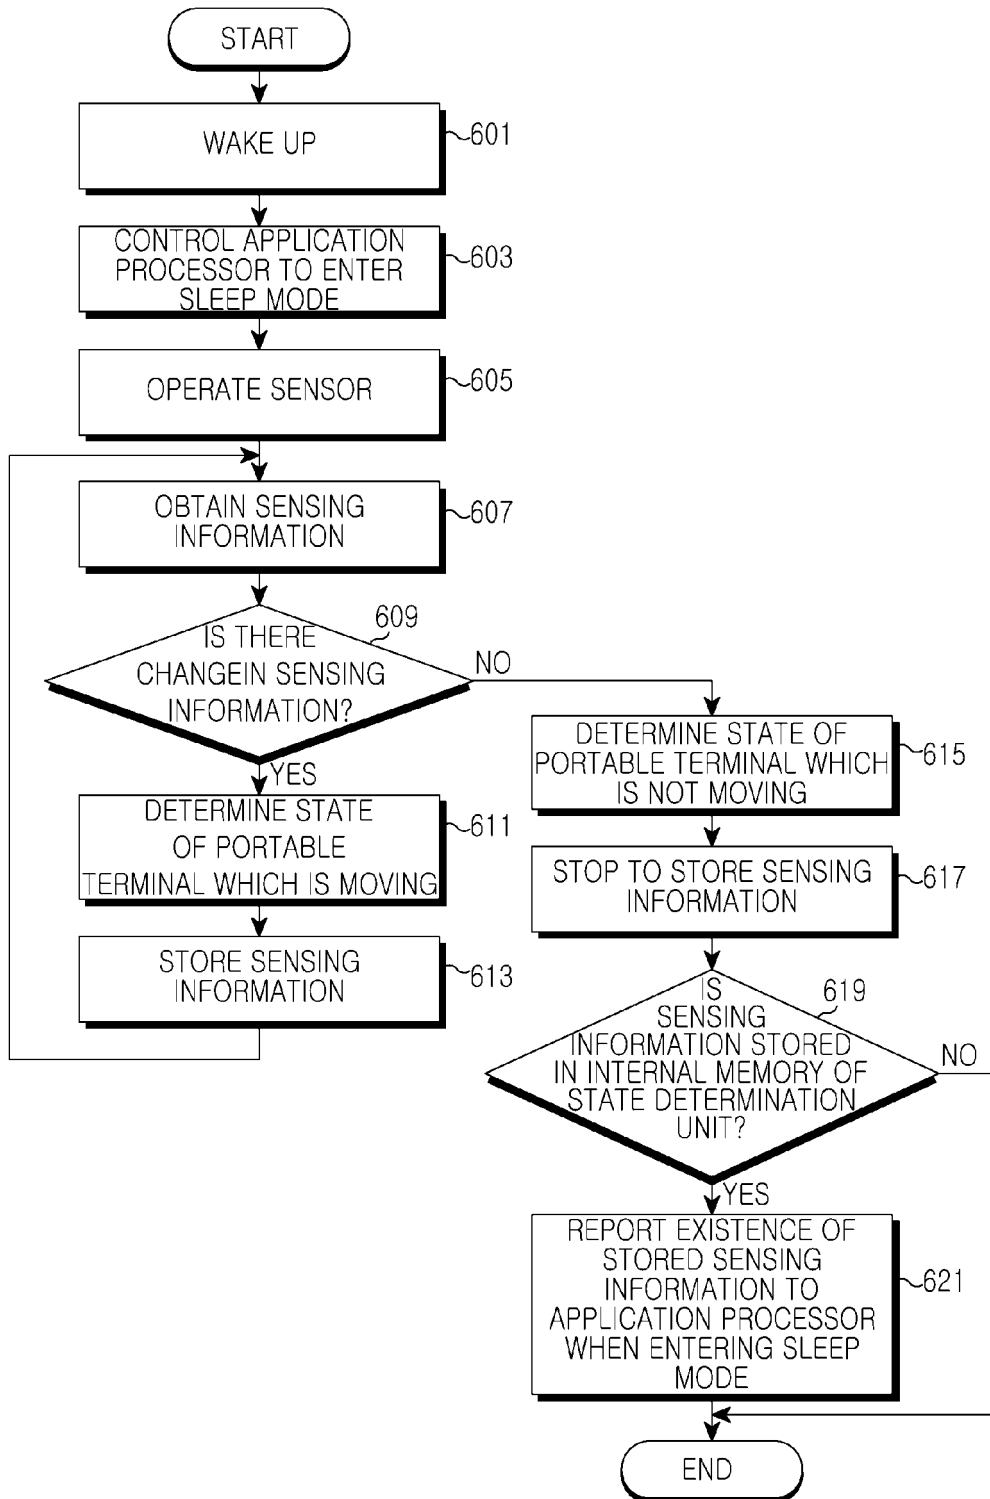 START
WAKE UP
601
CONTROL APPLICATION
PROCESSOR TO ENTER
SLEEP MODE
603
OPERATE SENSOR
605
OBTAIN SENSING
INFORMATION
607
609
IS THERE
CHANGEIN SENSING
INFORMATION?
NO
YES
DETERMINE STATE
OF PORTABLE
TERMINAL WHICH IS MOVING
611
STORE SENSING
INFORMATION
613
DETERMINE STATE OF
PORTABLE TERMINAL WHICH
IS NOT MOVING
615
STOP TO STORE SENSING
INFORMATION
617
619
IS
SENSING
INFORMATION STORED
IN INTERNAL MEMORY OF
STATE DETERMINATION
UNIT?
NO
YES
REPORT EXISTENCE OF
STORED SENSING
INFORMATION TO
APPLICATION PROCESSOR
WHEN ENTERING SLEEP
MODE
621
END